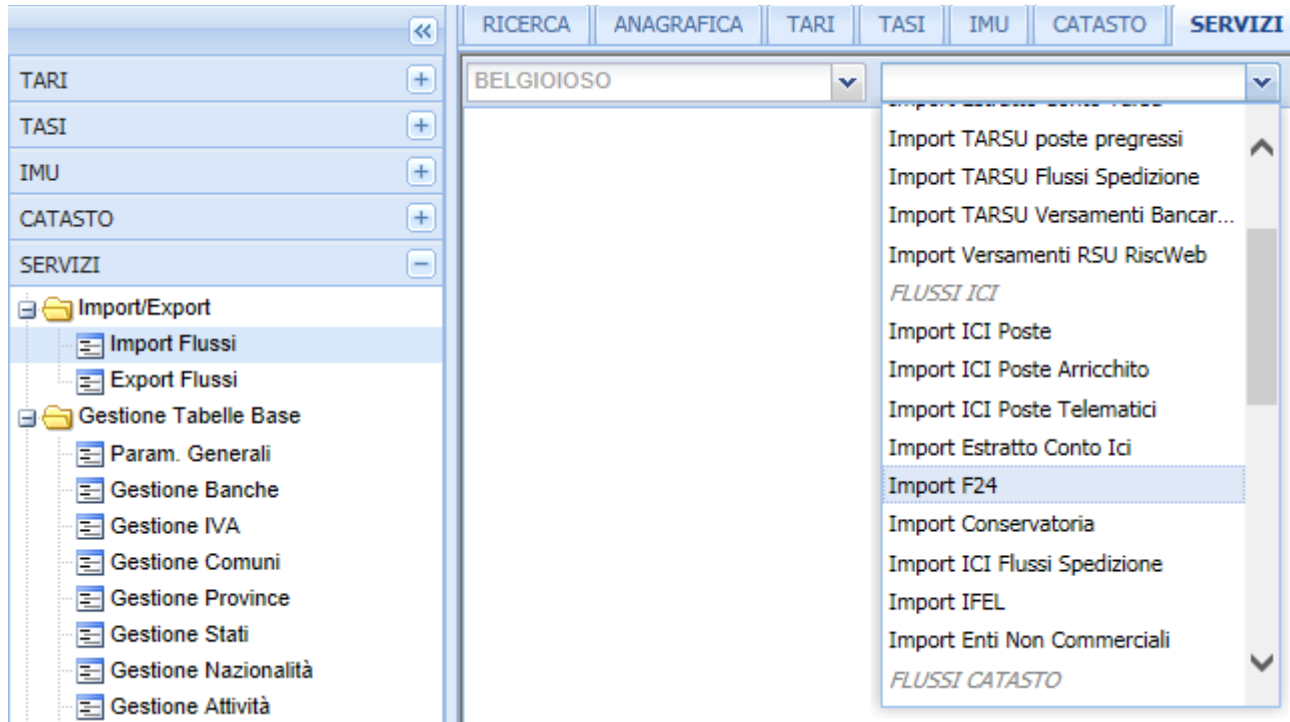 RICERCA ANAGRAFICA TARI TASI IMU CATASTO SERVIZI
TARI
TASI
IMU
CATASTO
SERVIZI
Import/Export
Import Flussi
Export Flussi
Gestione Tabelle Base
Param. Generali
Gestione Banche
Gestione IVA
Gestione Comuni
Gestione Province
Gestione Stati
Gestione Nazionalità
Gestione Attività
BELGIOIOSO
Import TARSU poste pregressi
Import TARSU Flussi Spedizione
Import TARSU Versamenti Bancar...
Import Versamenti RSU RiscWeb
FLUSSI ICI
Import ICI Poste
Import ICI Poste Arricchito
Import ICI Poste Telematici
Import Estratto Conto Ici
Import F24
Import Conservatoria
Import ICI Flussi Spedizione
Import IFEL
Import Enti Non Commerciali
FLUSSI CATASTO